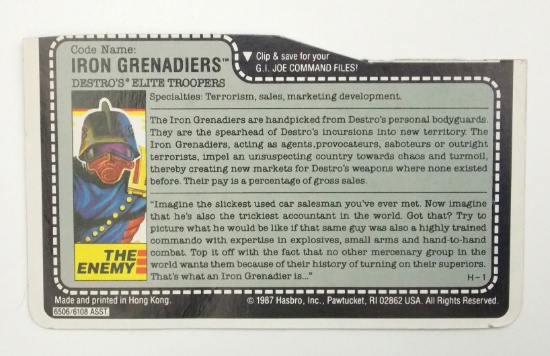 Code Name:
IRON GRENADIERS™
DESTRO'S® ELITE TROOPERS
▼ Clip & save for your
G.I. JOE COMMAND FILES!
Specialties: Terrorism, sales, marketing development.
The Iron Grenadiers are handpicked from Destro's personal bodyguards.
They are the spearhead of Destro's incursions into new territory. The
Iron Grenadiers, acting as agents,provocateurs, saboteurs or outright
terrorists, impel an unsuspecting country towards chaos and turmoil,
thereby creating new markets for Destro's weapons where none existed
before. Their pay is a percentage of gross sales.
"Imagine the slickest used car salesman you've ever met. Now imagine
that he's also the trickiest accountant in the world. Got that? Try to
picture what he would be like if that same guy was also a highly trained
commando with expertise in explosives, small arms and hand-to-hand
combat. Top it off with the fact that no other mercenary group in the
world wants them because of their history of turning on their superiors.
That's what an Iron Grenadier is..."
H-1
THE
ENEMY
Made and printed in Hong Kong.
© 1987 Hasbro, Inc., Pawtucket, RI 02862 USA. All Rights Reserved.
6506/6108 ASST.